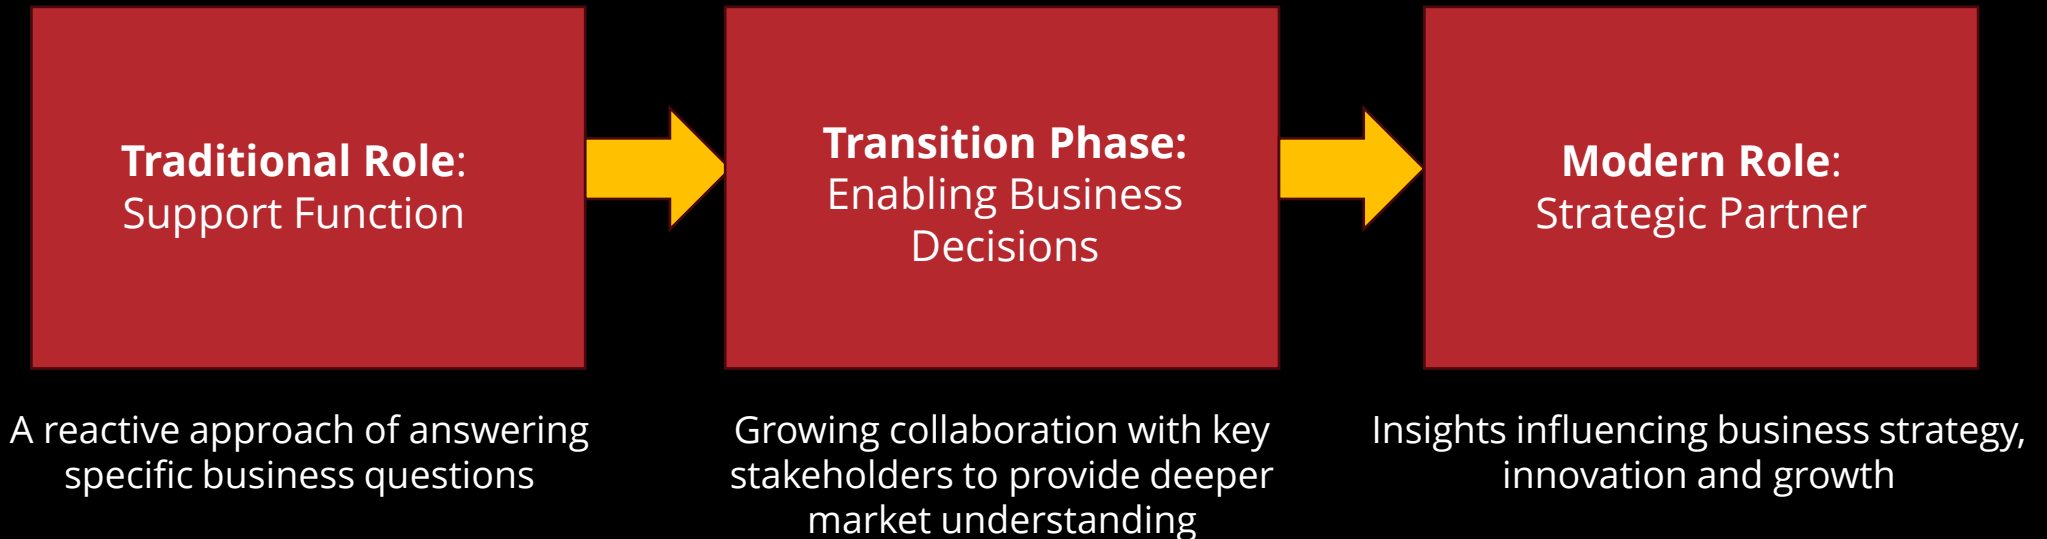 Traditional Role:
Support Function
Transition Phase:
Enabling Business
Decisions
Modern Role:
Strategic Partner
A reactive approach of answering
specific business questions
Growing collaboration with key
stakeholders to provide deeper
market understanding
Insights influencing business strategy,
innovation and growth